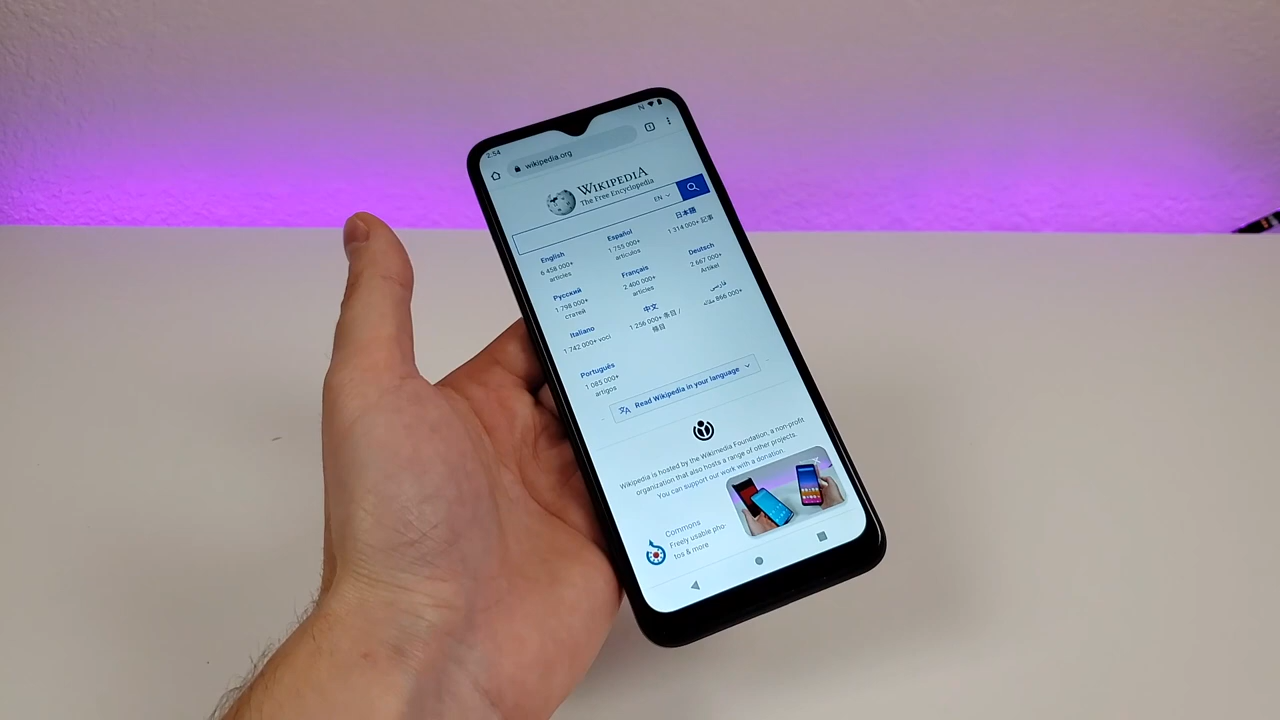 2:54
N
wikipedia.org
1
WIKIPEDIA
The Free Encyclopedia
EN
English
6 458 000+
articles
Español
1 755 000+
artículos
日本語
1 314 000+ 記事
Русский
1 798 000+
статей
Français
2 400 000+
articles
Deutsch
2 667 000+
Artikel
Italiano
1 742 000+ voci
中文
1 256 000+ 条目 /
條目
فارسی
866 000+ مقاله
Português
1 085 000+
artigos
Read Wikipedia in your language
Wikipedia is hosted by the Wikimedia Foundation, a non-profit
organization that also hosts a range of other projects.
You can support our work with a donation.
Commons
Freely usable pho-
tos & more